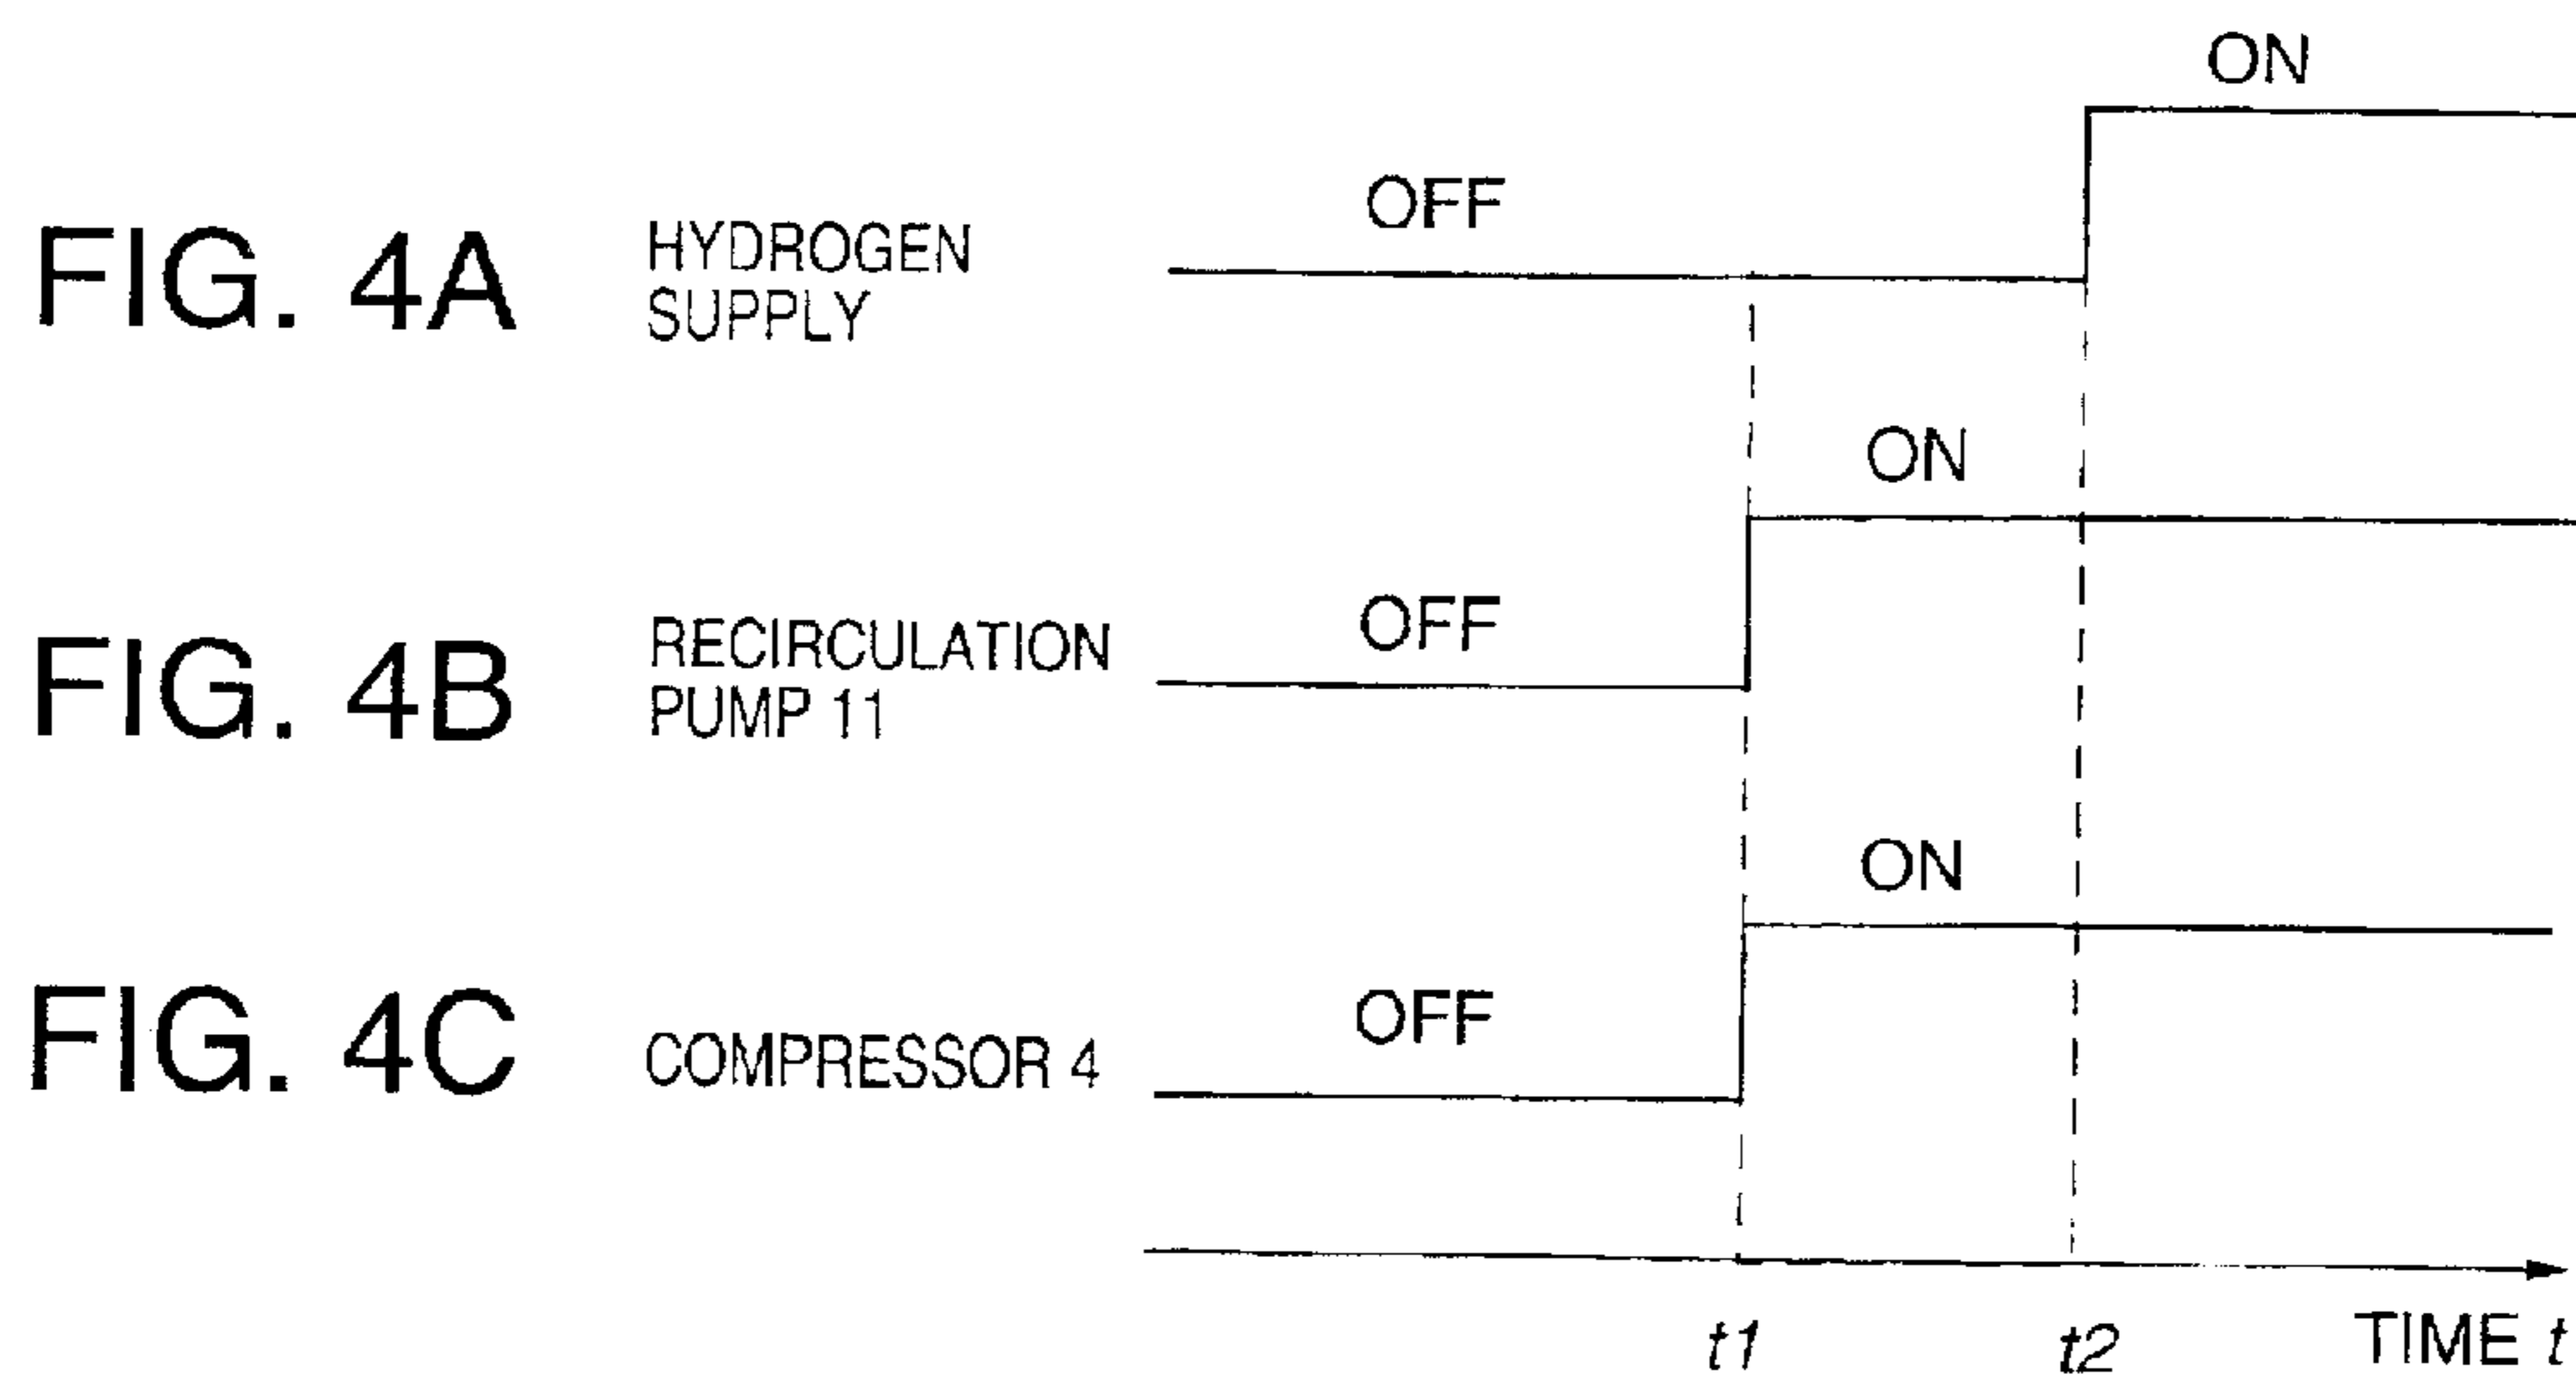 ON
OFF
FIG. 4A
HYDROGEN
SUPPLY
ON
OFF
FIG. 4B
RECIRCULATION
PUMP 11
ON
OFF
FIG. 4C
COMPRESSOR 4
t1
t2
TIME t